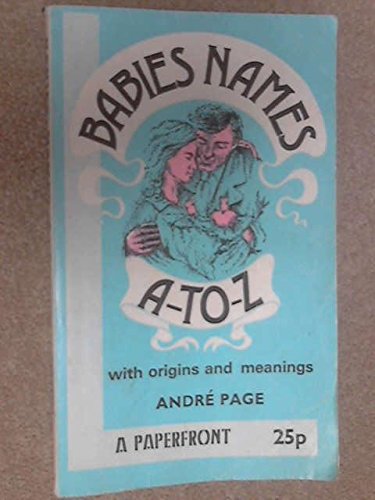 BABIES NAMES
A-TO-Z
with origins and meanings
ANDRÉ PAGE
A PAPERFRONT 25p